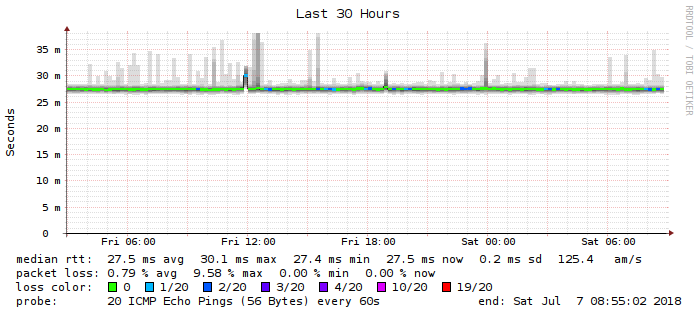 Last 30 Hours
RRDTOOL / TOBI OETIKER
Seconds
35 m
30 m
25 m
20 m
15 m
10 m
5 m
0
Fri 06:00 Fri 12:00 Fri 18:00 Sat 00:00 Sat 06:00
median rtt: 27.5 ms avg 30.1 ms max 27.4 ms min 27.5 ms now 0.2 ms sd 125.4 am/s
packet loss: 0.79 % avg 9.58 % max 0.00 % min 0.00 % now
loss color: 0 1/20 2/20 3/20 4/20 10/20 19/20
probe: 20 ICMP Echo Pings (56 Bytes) every 60s end: Sat Jul 7 08:55:02 2018